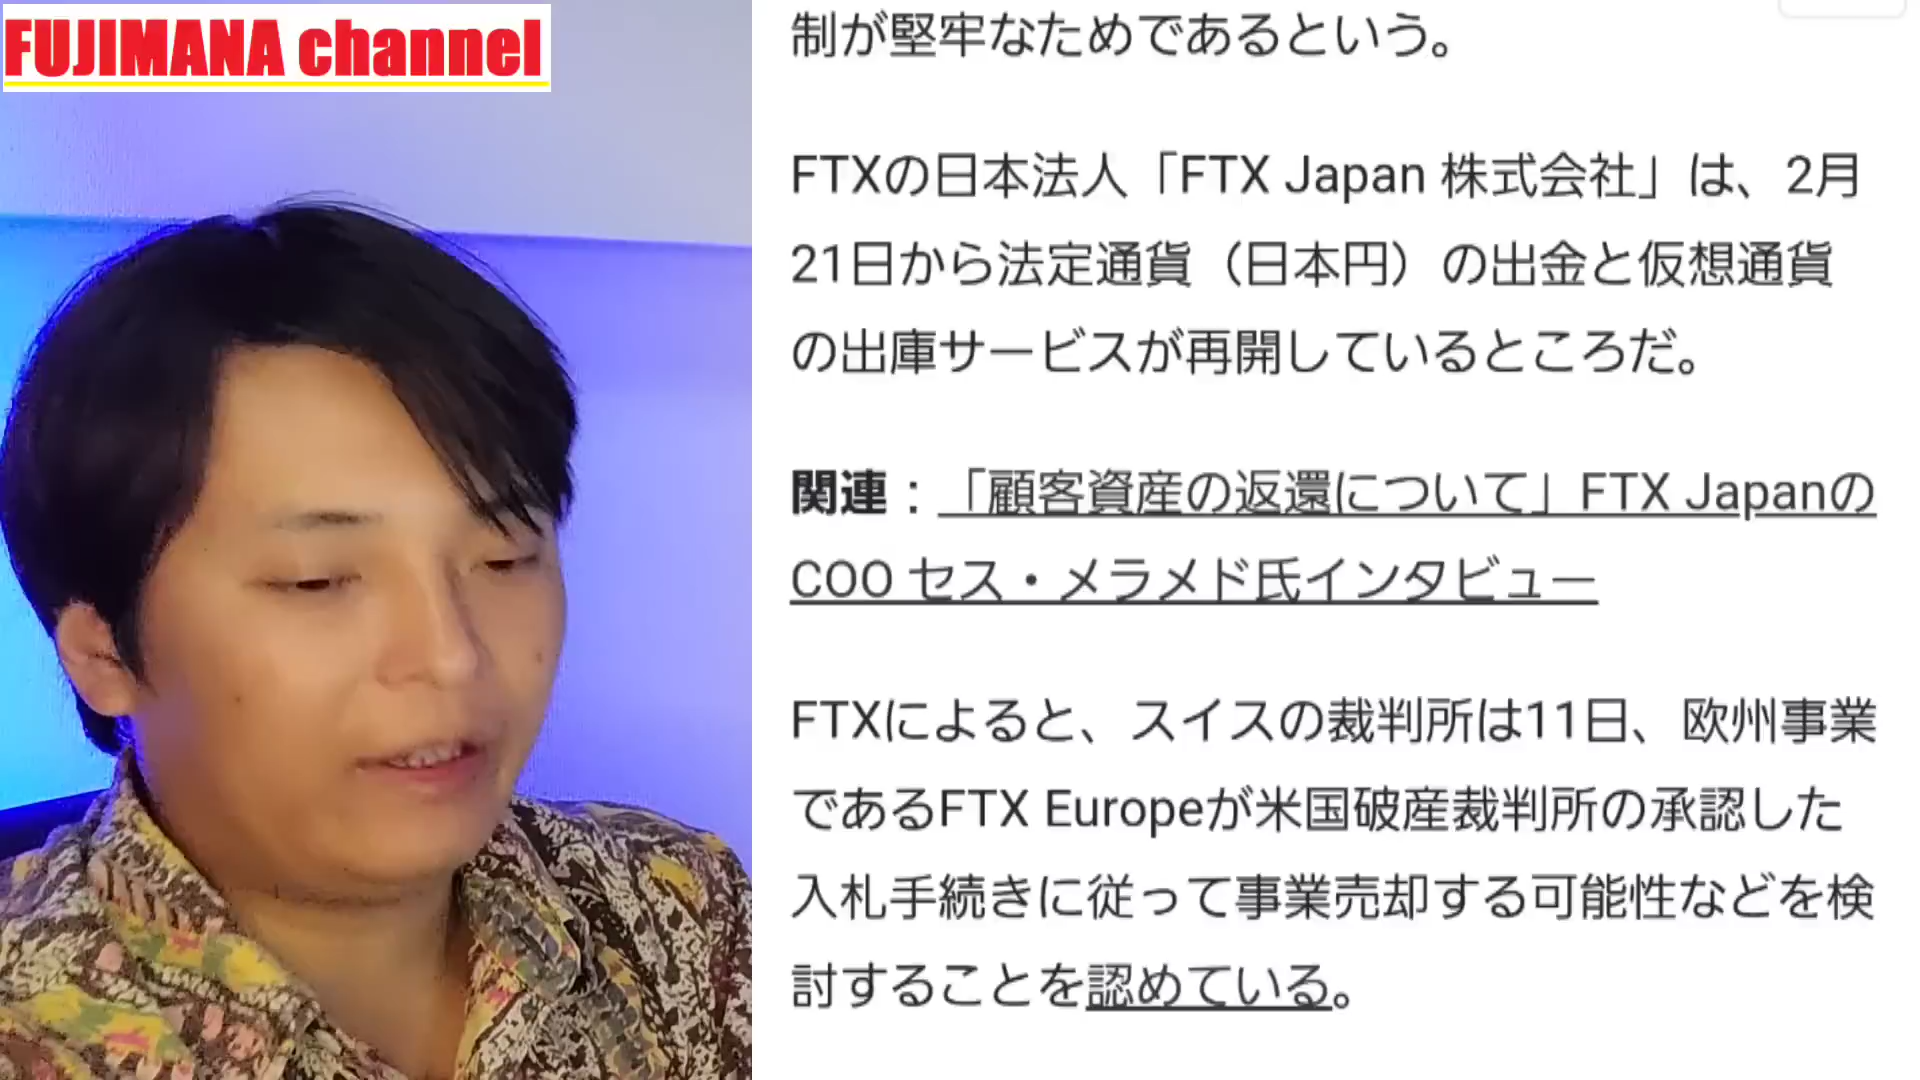 FUJIMANA channel
制が堅牢なためであるという。
FTXの日本法人「FTX Japan 株式会社」は、2月
21日から法定通貨（日本円）の出金と仮想通貨
の出庫サービスが再開しているところだ。
関連：「顧客資産の返還について」FTX Japanの
COO セス・メラメド氏インタビュー
FTXによると、スイスの裁判所は11日、欧州事業
であるFTX Europeが米国破産裁判所の承認した
入札手続きに従って事業売却する可能性などを検
討することを認めている。